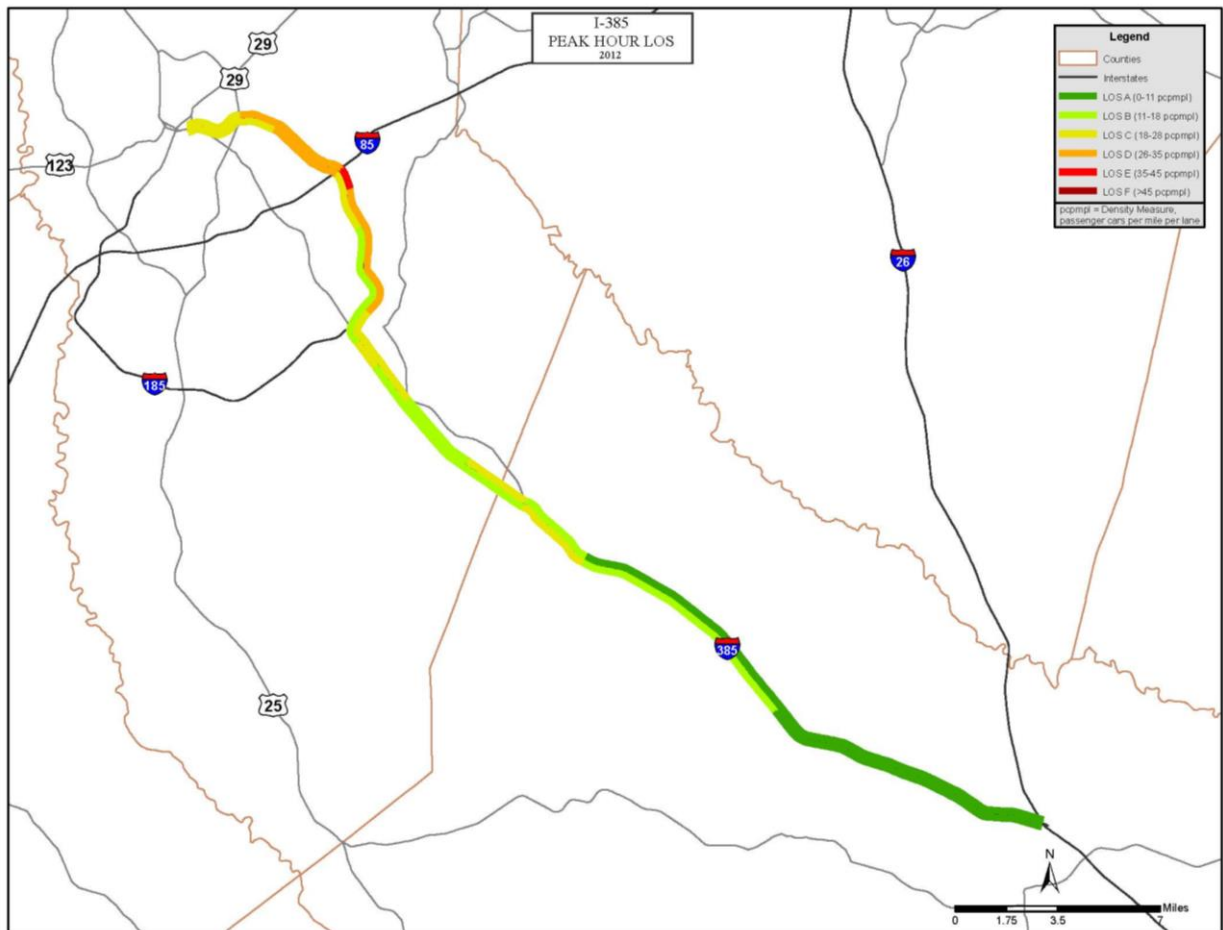 I-385
PEAK HOUR LOS
2012
Legend
Counties
Interstates
LOS A (0-11 pcpmpl)
LOS B (11-18 pcpmpl)
LOS C (18-28 pcpmpl)
LOS D (26-35 pcpmpl)
LOS E (35-45 pcpmpl)
LOS F (>45 pcpmpl)
pcpmpl = Density Measure,
passenger cars per mile per lane
29
29
85
123
26
185
385
25
N
Miles
0 1.75 3.5 7